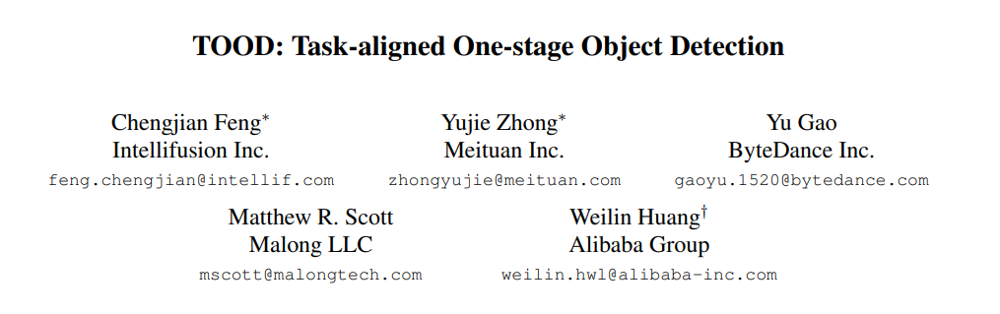 TOOD: Task-aligned One-stage Object Detection
Chengjian Feng* Yujie Zhong* Yu Gao
Intellifusion Inc. Meituan Inc. ByteDance Inc.
feng.chengjian@intellif.com zhongyujie@meituan.com gaoyu.1520@bytedance.com
Matthew R. Scott Weilin Huang†
Malong LLC Alibaba Group
mscott@malongtech.com weilin.hwl@alibaba-inc.com